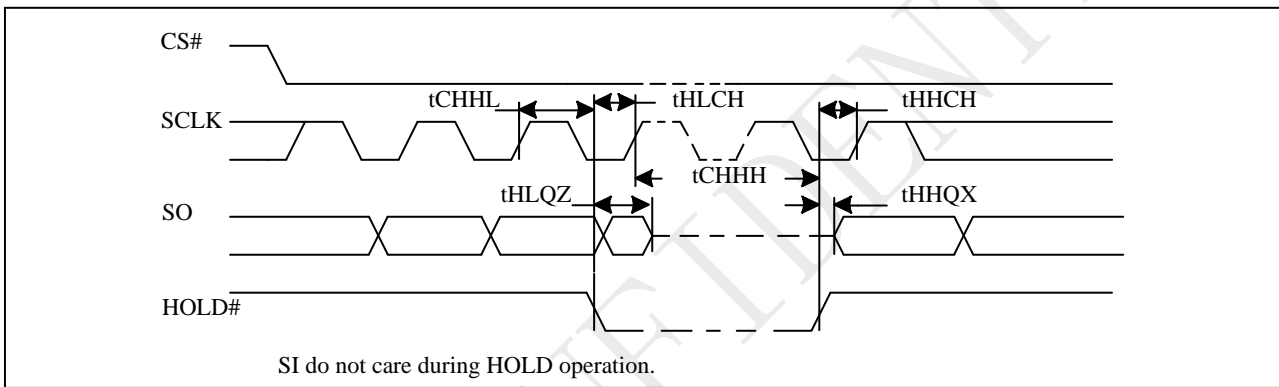 CS#
tCHHL
tHLCH
tHHCH
SCLK
tCHHH
tHLQZ
tHHQX
SO
HOLD#
SI do not care during HOLD operation.